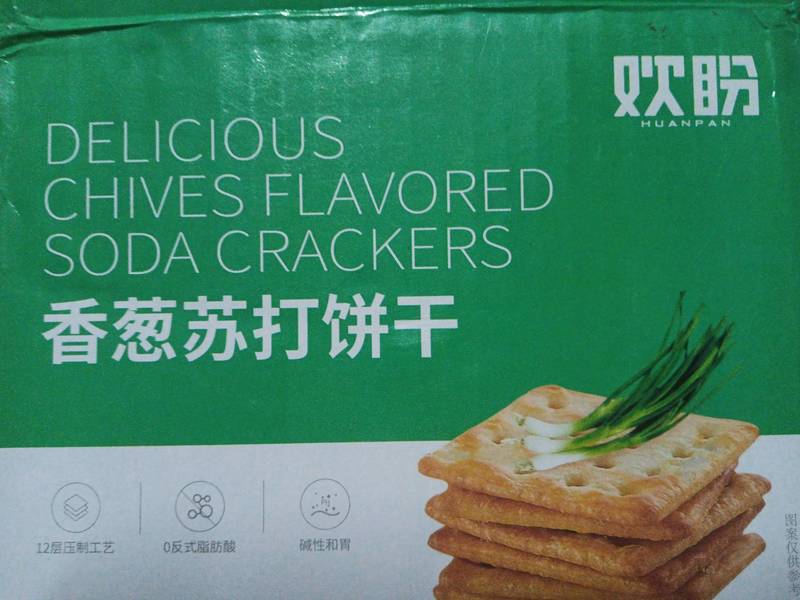 欢盼
HUANPAN
DELICIOUS
CHIVES FLAVORED
SODA CRACKERS
香葱苏打饼干
12层压制工艺
0反式脂肪酸
碱性和胃
图案仅供参考